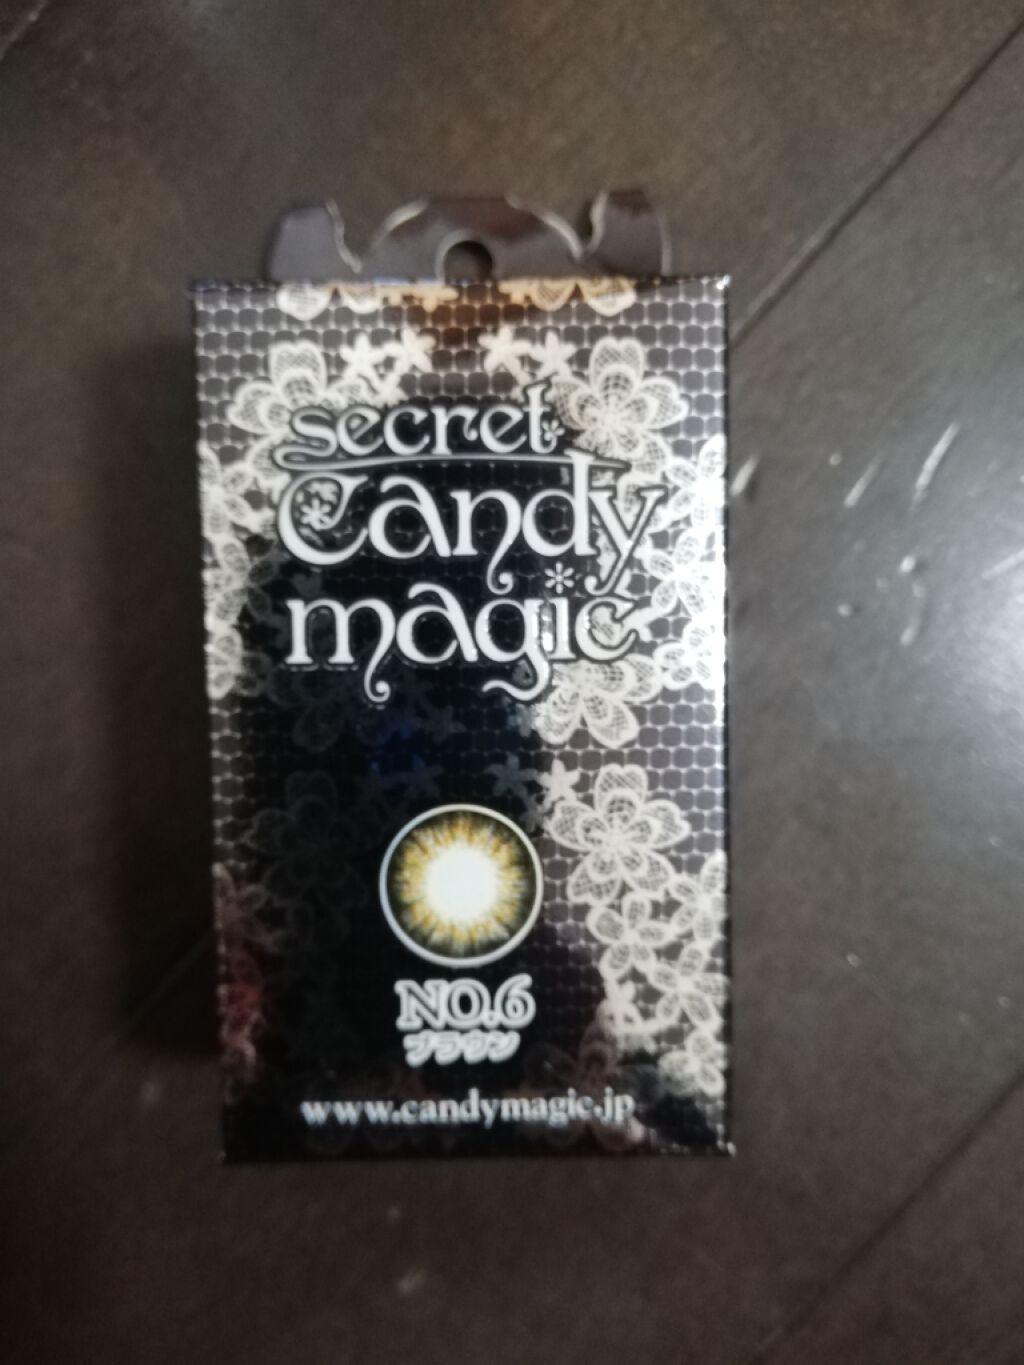 secret
Candy
magic
NO.6
ブラウン
www.candymagic.jp